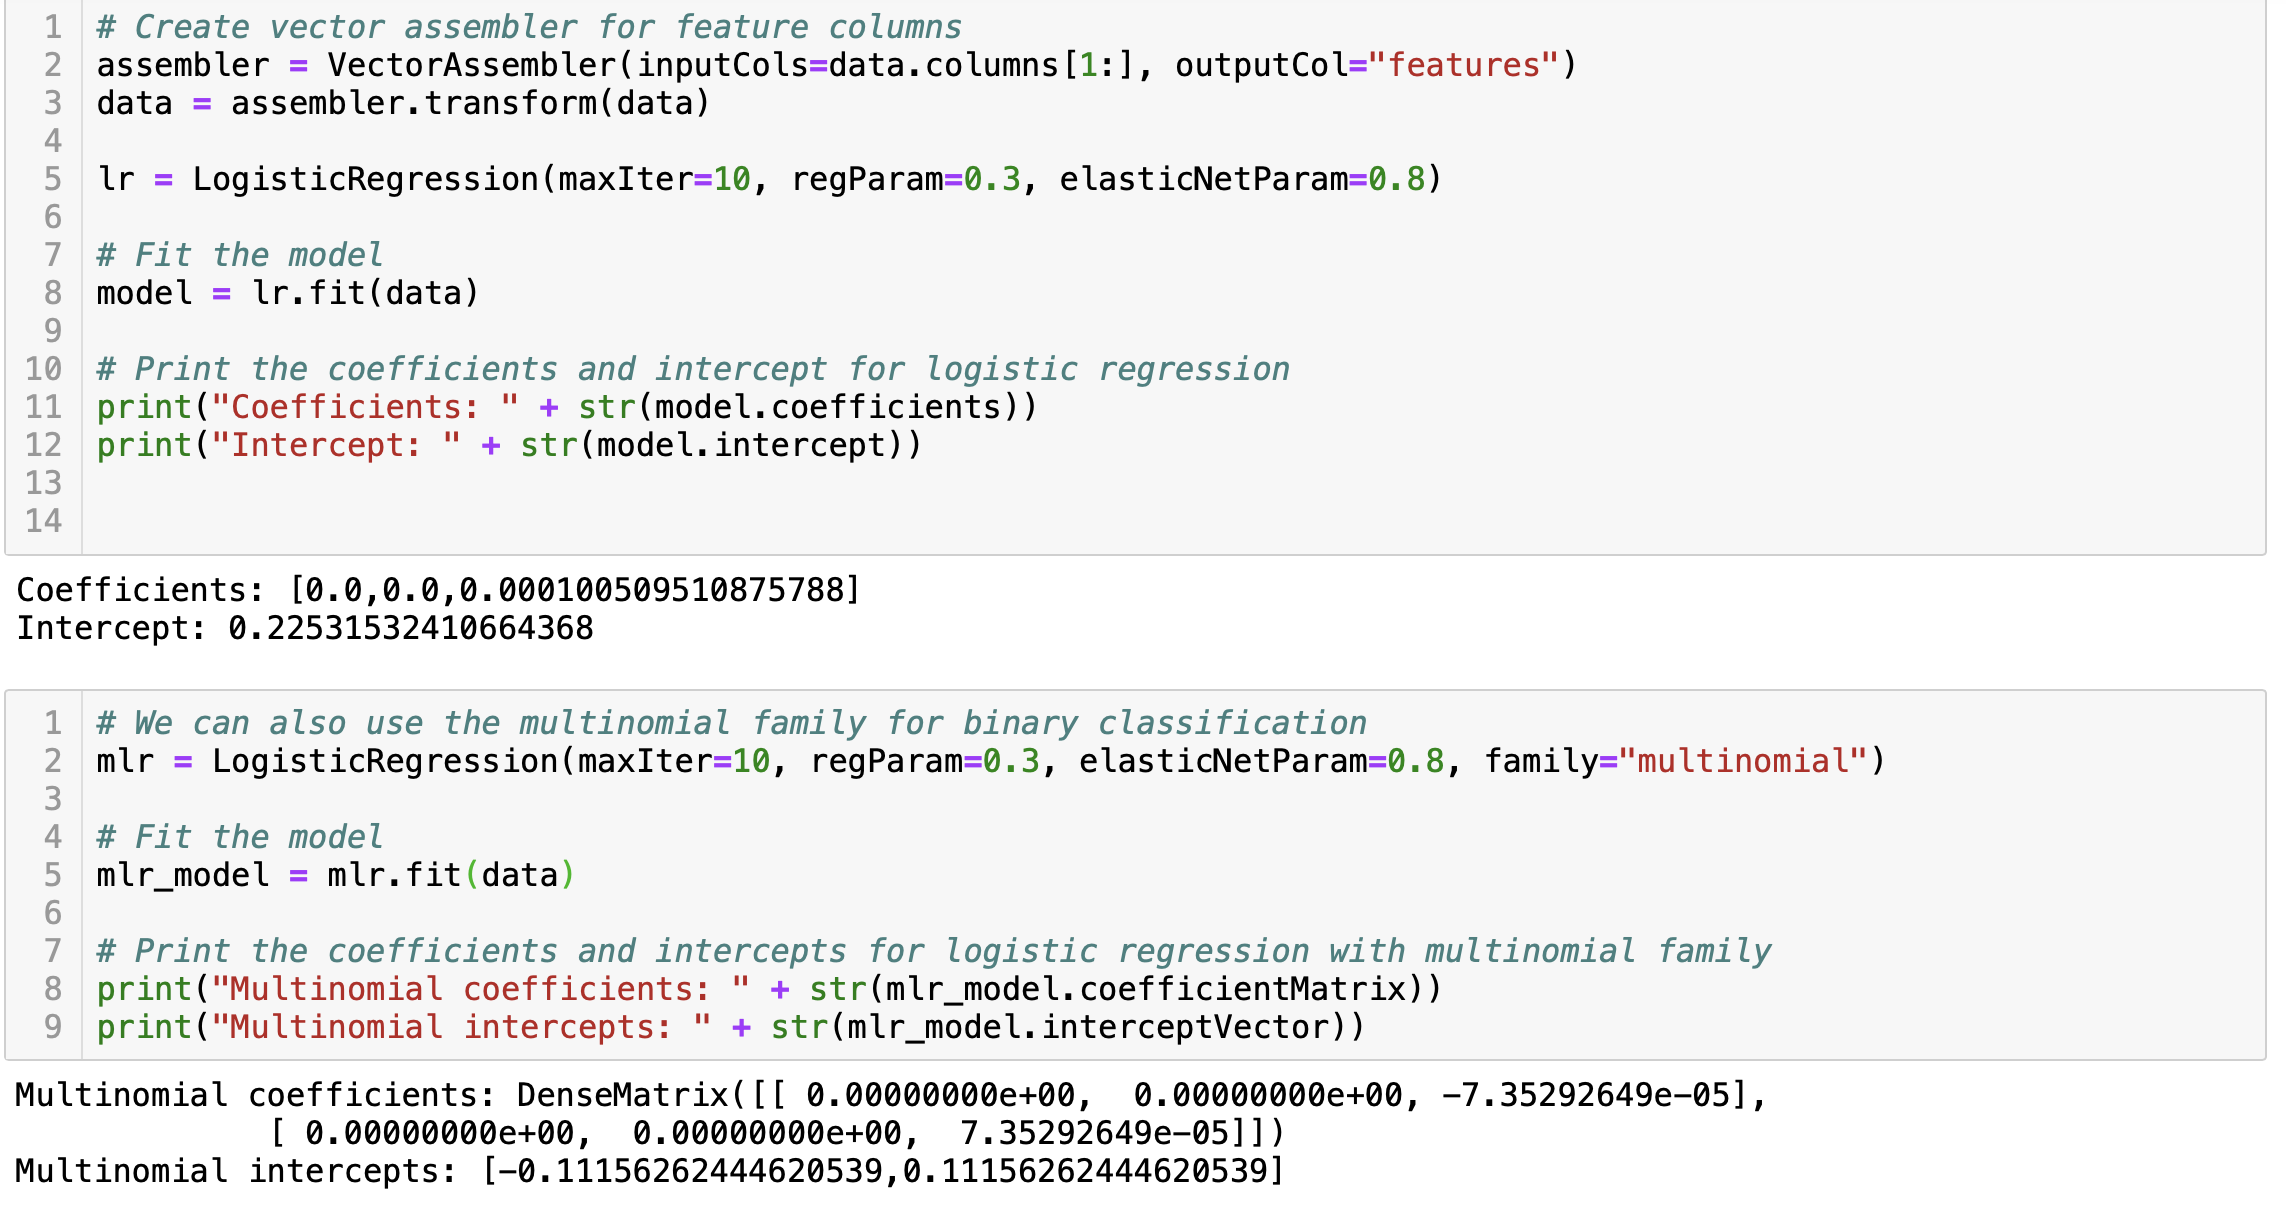 1 # Create vector assembler for feature columns
2 assembler = VectorAssembler(inputCols=data.columns[1:], outputCol="features")
3 data = assembler.transform(data)
4
5 lr = LogisticRegression(maxIter=10, regParam=0.3, elasticNetParam=0.8)
6
7 # Fit the model
8 model = lr.fit(data)
9
10 # Print the coefficients and intercept for logistic regression
11 print("Coefficients: " + str(model.coefficients))
12 print("Intercept: " + str(model.intercept))
13
14
Coefficients: [0.0,0.0,0.000100509510875788]
Intercept: 0.22531532410664368
1 # We can also use the multinomial family for binary classification
2 mlr = LogisticRegression(maxIter=10, regParam=0.3, elasticNetParam=0.8, family="multinomial")
3
4 # Fit the model
5 mlr_model = mlr.fit(data)
6
7 # Print the coefficients and intercepts for logistic regression with multinomial family
8 print("Multinomial coefficients: " + str(mlr_model.coefficientMatrix))
9 print("Multinomial intercepts: " + str(mlr_model.interceptVector))
Multinomial coefficients: DenseMatrix([[ 0.00000000e+00,  0.00000000e+00, -7.35292649e-05],
[ 0.00000000e+00,  0.00000000e+00,  7.35292649e-05]])
Multinomial intercepts: [-0.11156262444620539,0.11156262444620539]